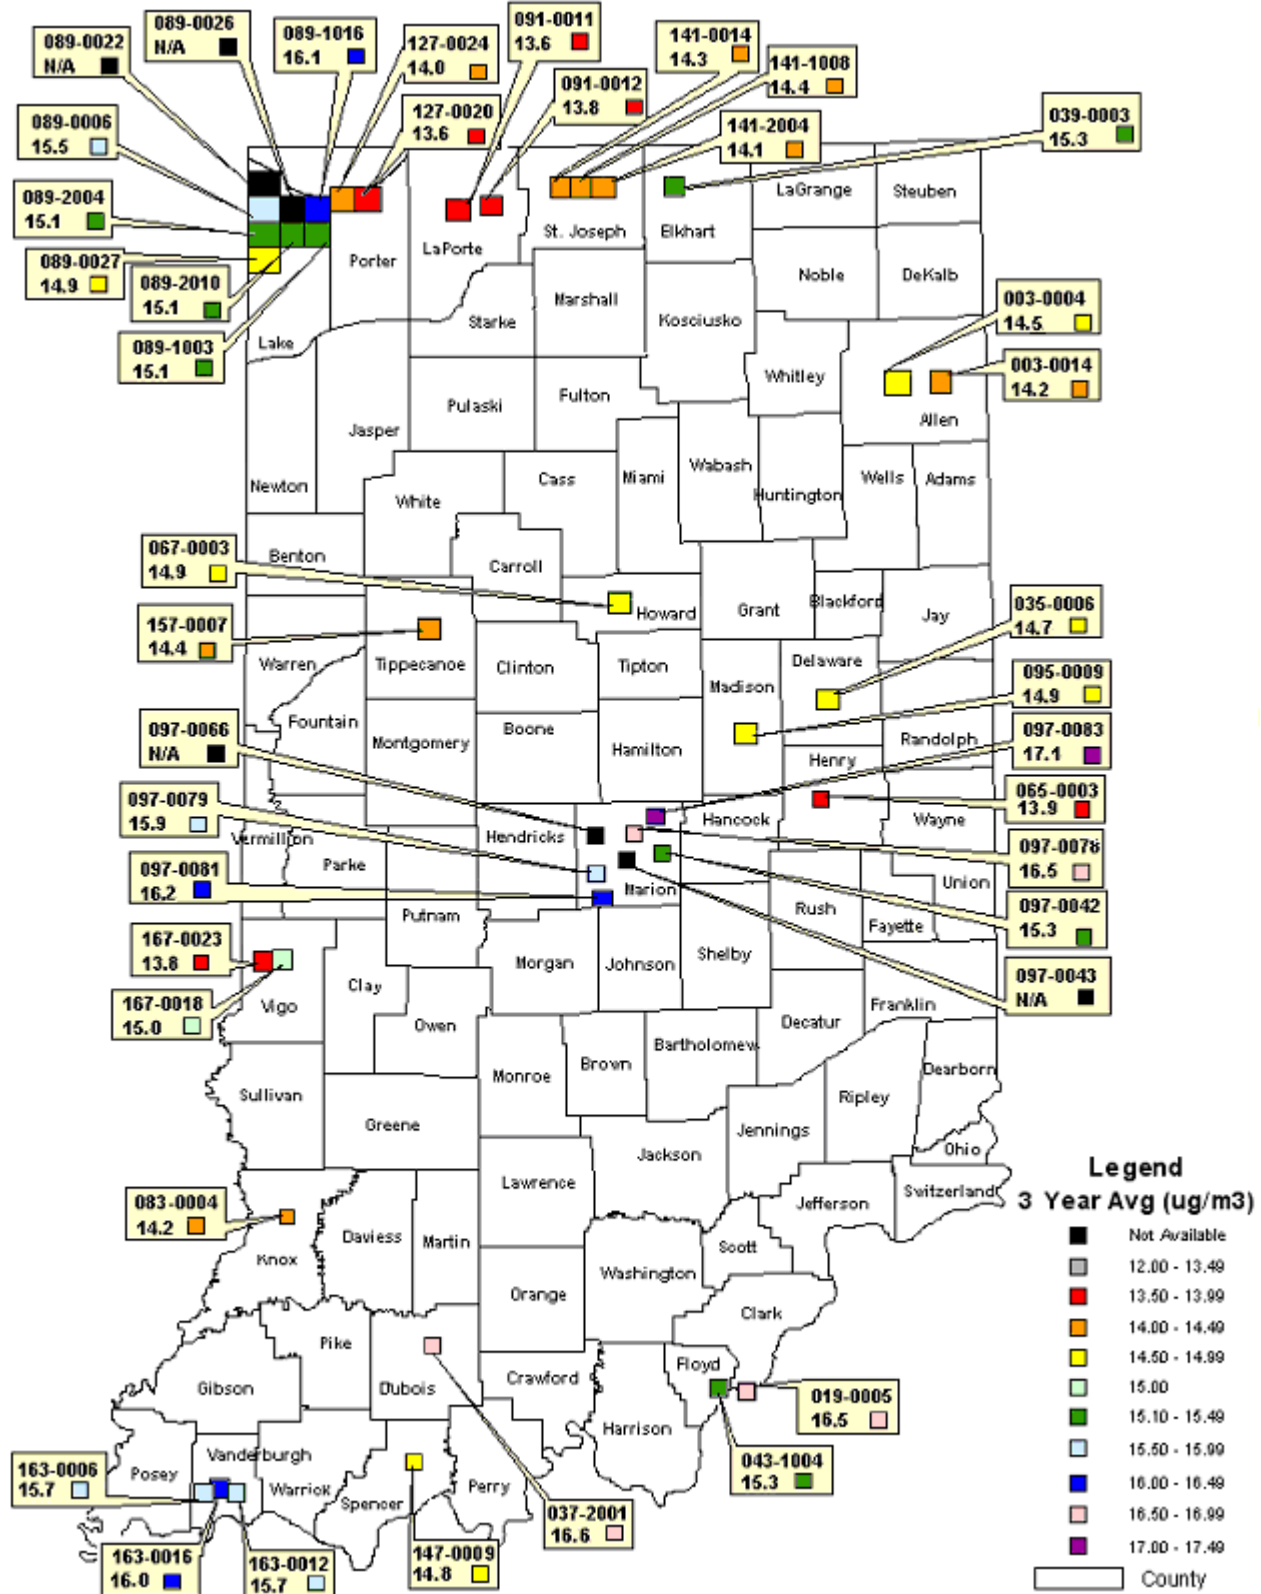 089-0022
N/A
089-0026
N/A
089-1016
16.1
127-0024
14.0
091-0011
13.6
091-0012
13.8
141-0014
14.3
141-1008
14.4
127-0020
13.6
141-2004
14.1
039-0003
15.3
089-0006
15.5
089-2004
15.1
089-0027
14.9
089-2010
15.1
089-1003
15.1
LaGrange
Steuben
St. Joseph
Elkhart
LaPorte
Porter
Noble
DeKalb
Marshall
Starke
Kosciusko
Lake
003-0004
14.5
003-0014
14.2
Whitley
Allen
Fulton
Pulaski
Jasper
Newton
White
Cass
Miami
Wabash
Huntington
Wells
Adams
067-0003
14.9
Benton
Carroll
Howard
Grant
Blackford
Jay
035-0006
14.7
157-0007
14.4
Warren
Tippecanoe
Clinton
Tipton
Delaware
Madison
095-0009
14.9
097-0066
N/A
Fountain
Montgomery
Boone
Hamilton
Randolph
Henry
097-0083
17.1
097-0079
15.9
065-0003
13.9
Hendricks
Hancock
Wayne
Vermillion
Parke
097-0078
16.5
097-0081
16.2
Marion
Union
Rush
Fayette
Putnam
097-0042
15.3
167-0023
13.8
Morgan
Johnson
Shelby
097-0043
N/A
Clay
Vigo
167-0018
15.0
Owen
Franklin
Decatur
Bartholomew
Brown
Monroe
Dearborn
Sullivan
Ripley
Greene
Jennings
Jackson
Ohio
Lawrence
Switzerland
Jefferson
083-0004
14.2
Knox
Daviess
Martin
Scott
Washington
Orange
Clark
Pike
Floyd
Gibson
Dubois
Crawford
Harrison
019-0005
16.5
043-1004
15.3
Vanderburgh
Posey
Warrick
Spencer
Perry
163-0006
15.7
037-2001
16.6
163-0016
16.0
163-0012
15.7
147-0009
14.8
Legend
3 Year Avg (ug/m3)
Not Available
12.00 - 13.49
13.50 - 13.99
14.00 - 14.49
14.50 - 14.99
15.00
15.10 - 15.49
15.50 - 15.99
16.00 - 16.49
16.50 - 16.99
17.00 - 17.49
County